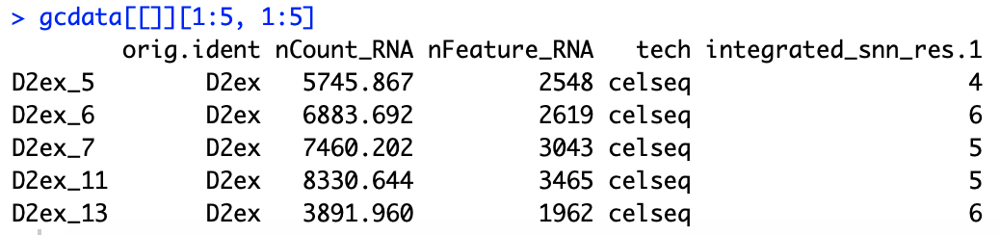 > gcdata[[]][1:5, 1:5]
orig.ident nCount_RNA nFeature_RNA tech integrated_snn_res.1
D2ex_5 D2ex 5745.867 2548 celseq 4
D2ex_6 D2ex 6883.692 2619 celseq 6
D2ex_7 D2ex 7460.202 3043 celseq 5
D2ex_11 D2ex 8330.644 3465 celseq 5
D2ex_13 D2ex 3891.960 1962 celseq 6